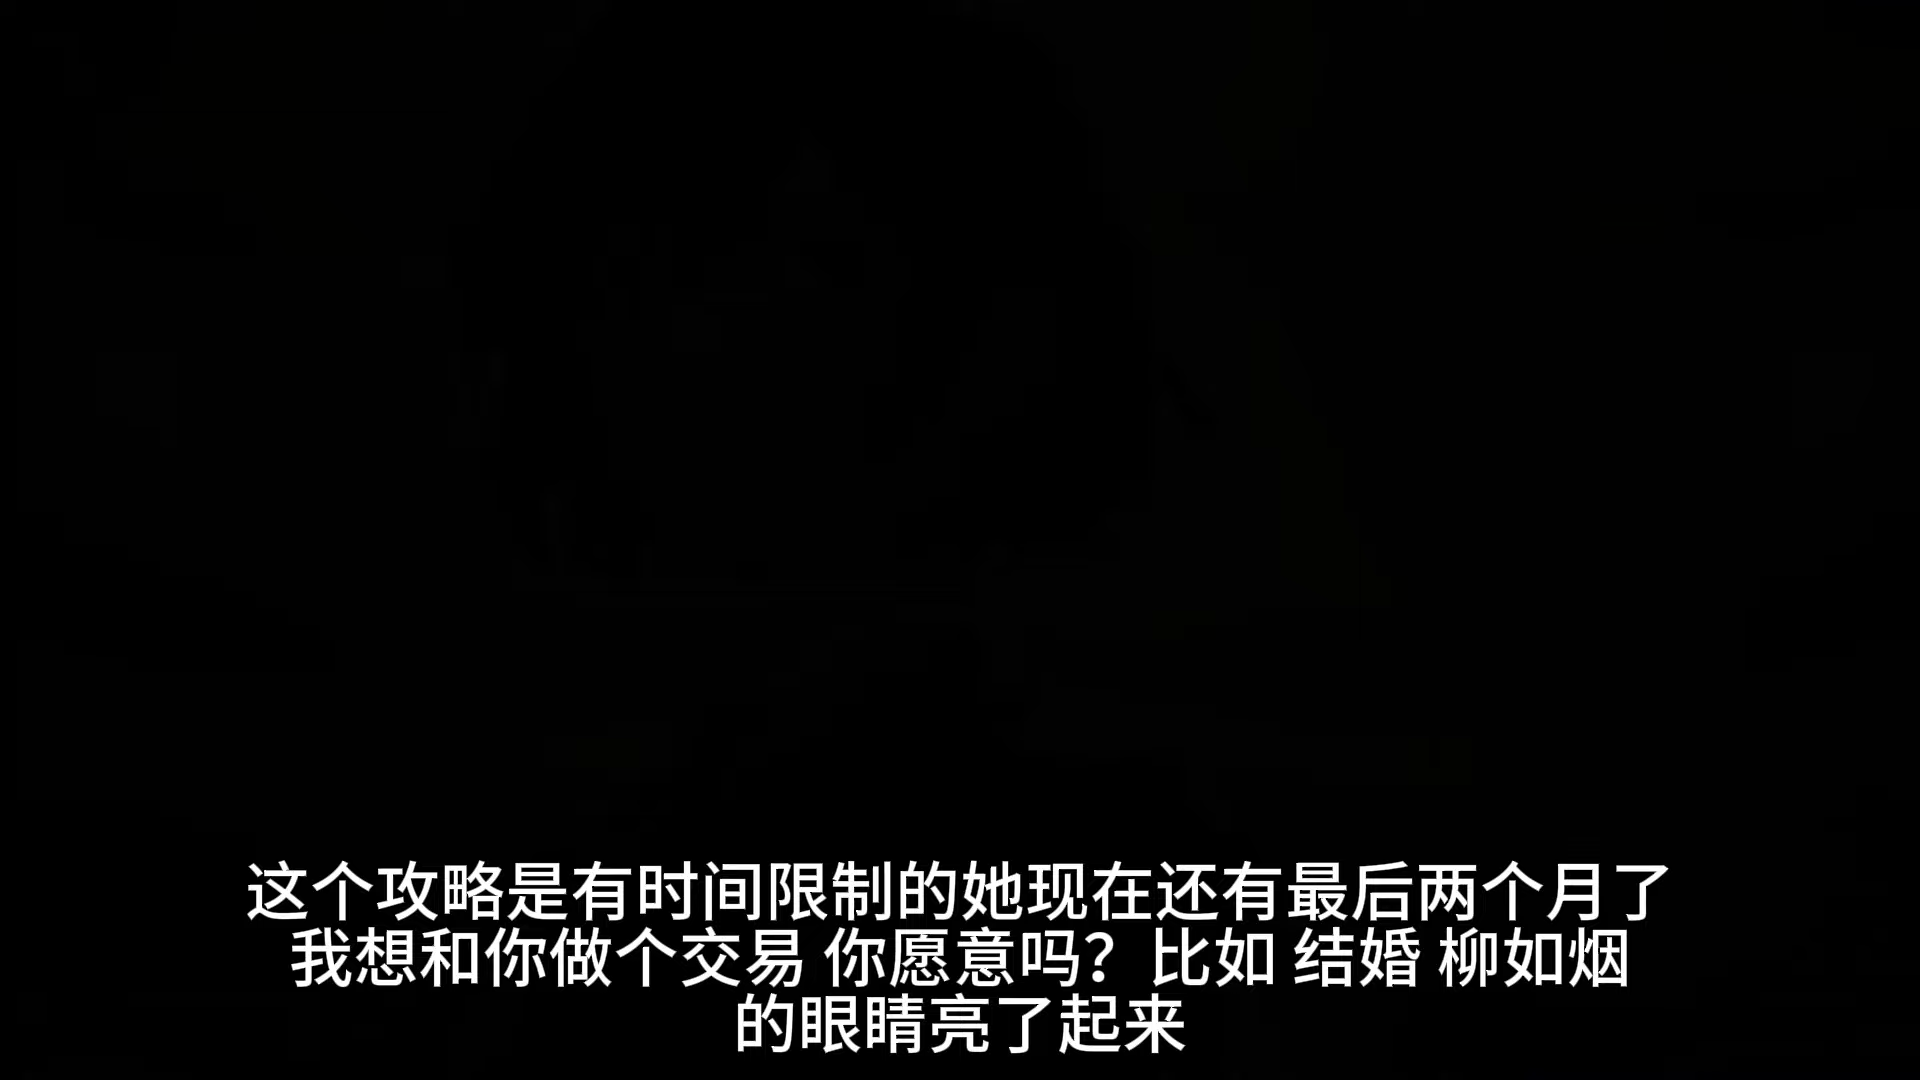 这个攻略是有时间限制的她现在还有最后两个月了
我想和你做个交易 你愿意吗？比如 结婚 柳如烟
的眼睛亮了起来